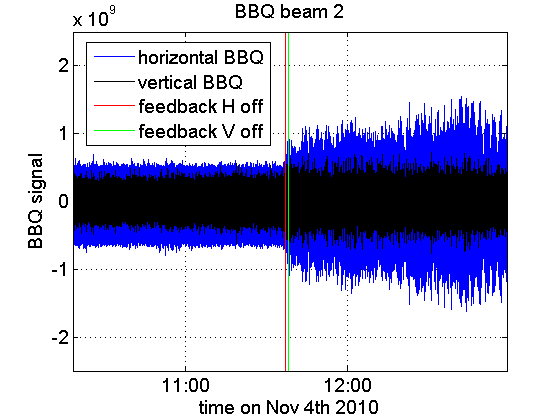 BBQ beam 2
x 10^9
horizontal BBQ
vertical BBQ
feedback H off
feedback V off
2
1
0
-1
-2
BBQ signal
11:00 12:00
time on Nov 4th 2010